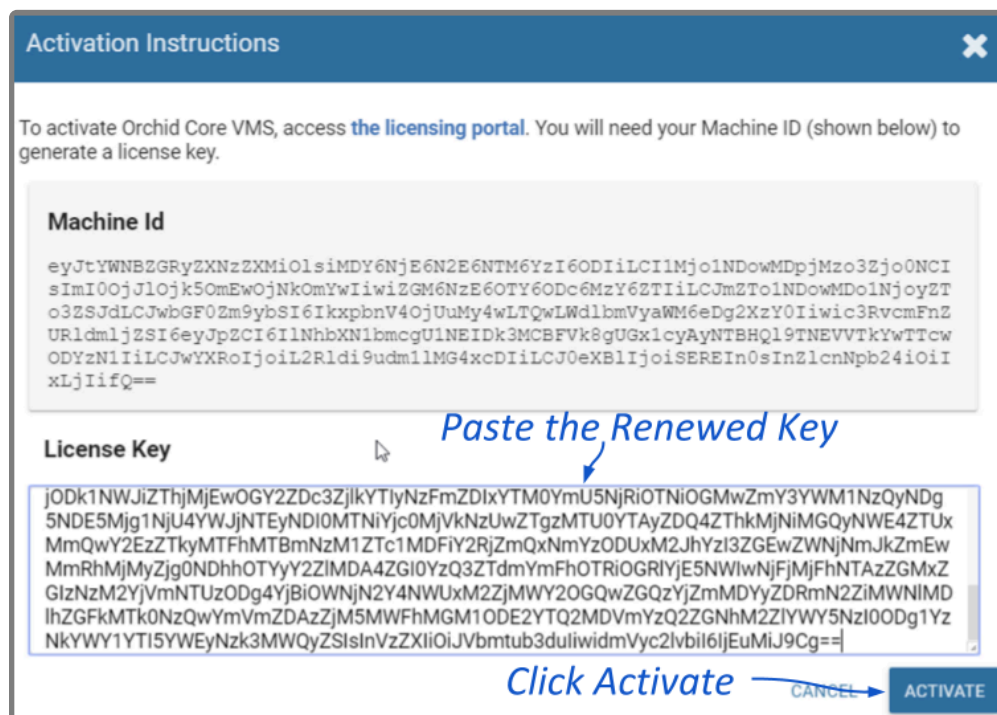 Activation Instructions
To activate Orchid Core VMS, access the licensing portal. You will need your Machine ID (shown below) to
generate a license key.
Machine Id
eyJtYWNBZGRyZXNzZXMiOlsiMDY6NjE6N2E6NTM6YzI6ODIiLCI1Mjo1NDowMDpjMzo3Zjo0NCI
sImI0OjJlOjk5OmEwOjNkOmYwIiwiZGM6NzE6OTY6ODc6MzY6ZTIiLCJmZTo1NDowMDo1NjoyZT
o3ZSJdLCJwbGF0Zm9ybSI6IkxpbnV4OjUuMy4wLTQwLWdlbmVyaWM6eDg2XzY0Iiwic3RvcmFnZ
URldmljZSI6eyJpZCI6IlNhbXN1bmcgU1NEIDk3MCBFVk8gUGx1cyAyNTBHQl9TNEVVTkYwTTcw
ODYzN1IiLCJwYXRoIjoiL2Rldi9udm1lMG4xcDIiLCJ0eXBlIjoiSEREIn0sInZlcnNpb24iOiI
xLjIifQ==
Paste the Renewed Key
License Key
jODk1NWJiZThjMjEwOGY2ZDc3ZjlkYTIyNzFmZDIxYTM0YmU5NjRiOTNiOGMwZmY3YWM1NzQyNDg
5NDE5Mjg1NjU4YWJjNTEyNDI0MTNiYjc0MjVkNzUwZTgzMTU0YTAyZDQ4ZThkMjNiMGQyNWE4ZTUx
MmQwY2EzZTkyMTFhMTBmNzM1ZTc1MDFiY2RjZmQxNmYzODUxM2JhYzI3ZGEwZWNjNmJkZmEw
MmRhMjMyZjg0NDhhOTYyY2ZlMDA4ZGI0YzQ3ZTdmYmFhOTRiOGRlYjE5NWIwNjFjMjFhNTAzZGMxZ
GIzNzM2YjVmNTUzODg4YjBiOWNjN2Y4NWUxM2ZjMWY2OGQwZGQzYjZmMDYyZDRmN2ZiMWNlMD
lhZGFkMTk0NzQwYmVmZDAzZjM5MWFhMGM1ODE2YTQ2MDVmYzQ2ZGNhM2ZlYWY5NzI0ODg1Yz
NkYWY1YTI5YWEyNzk3MWQyZSIsInVzZXIiOiJVbmtub3duIiwidmVyc2lvbiI6IjEuMiJ9Cg==
Click Activate
CANCEL
ACTIVATE